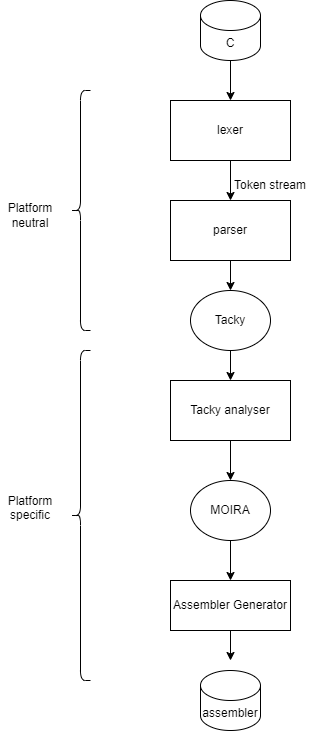 C
lexer
Token stream
Platform
neutral
parser
Tacky
Tacky analyser
Platform
specific
MOIRA
Assembler Generator
assembler